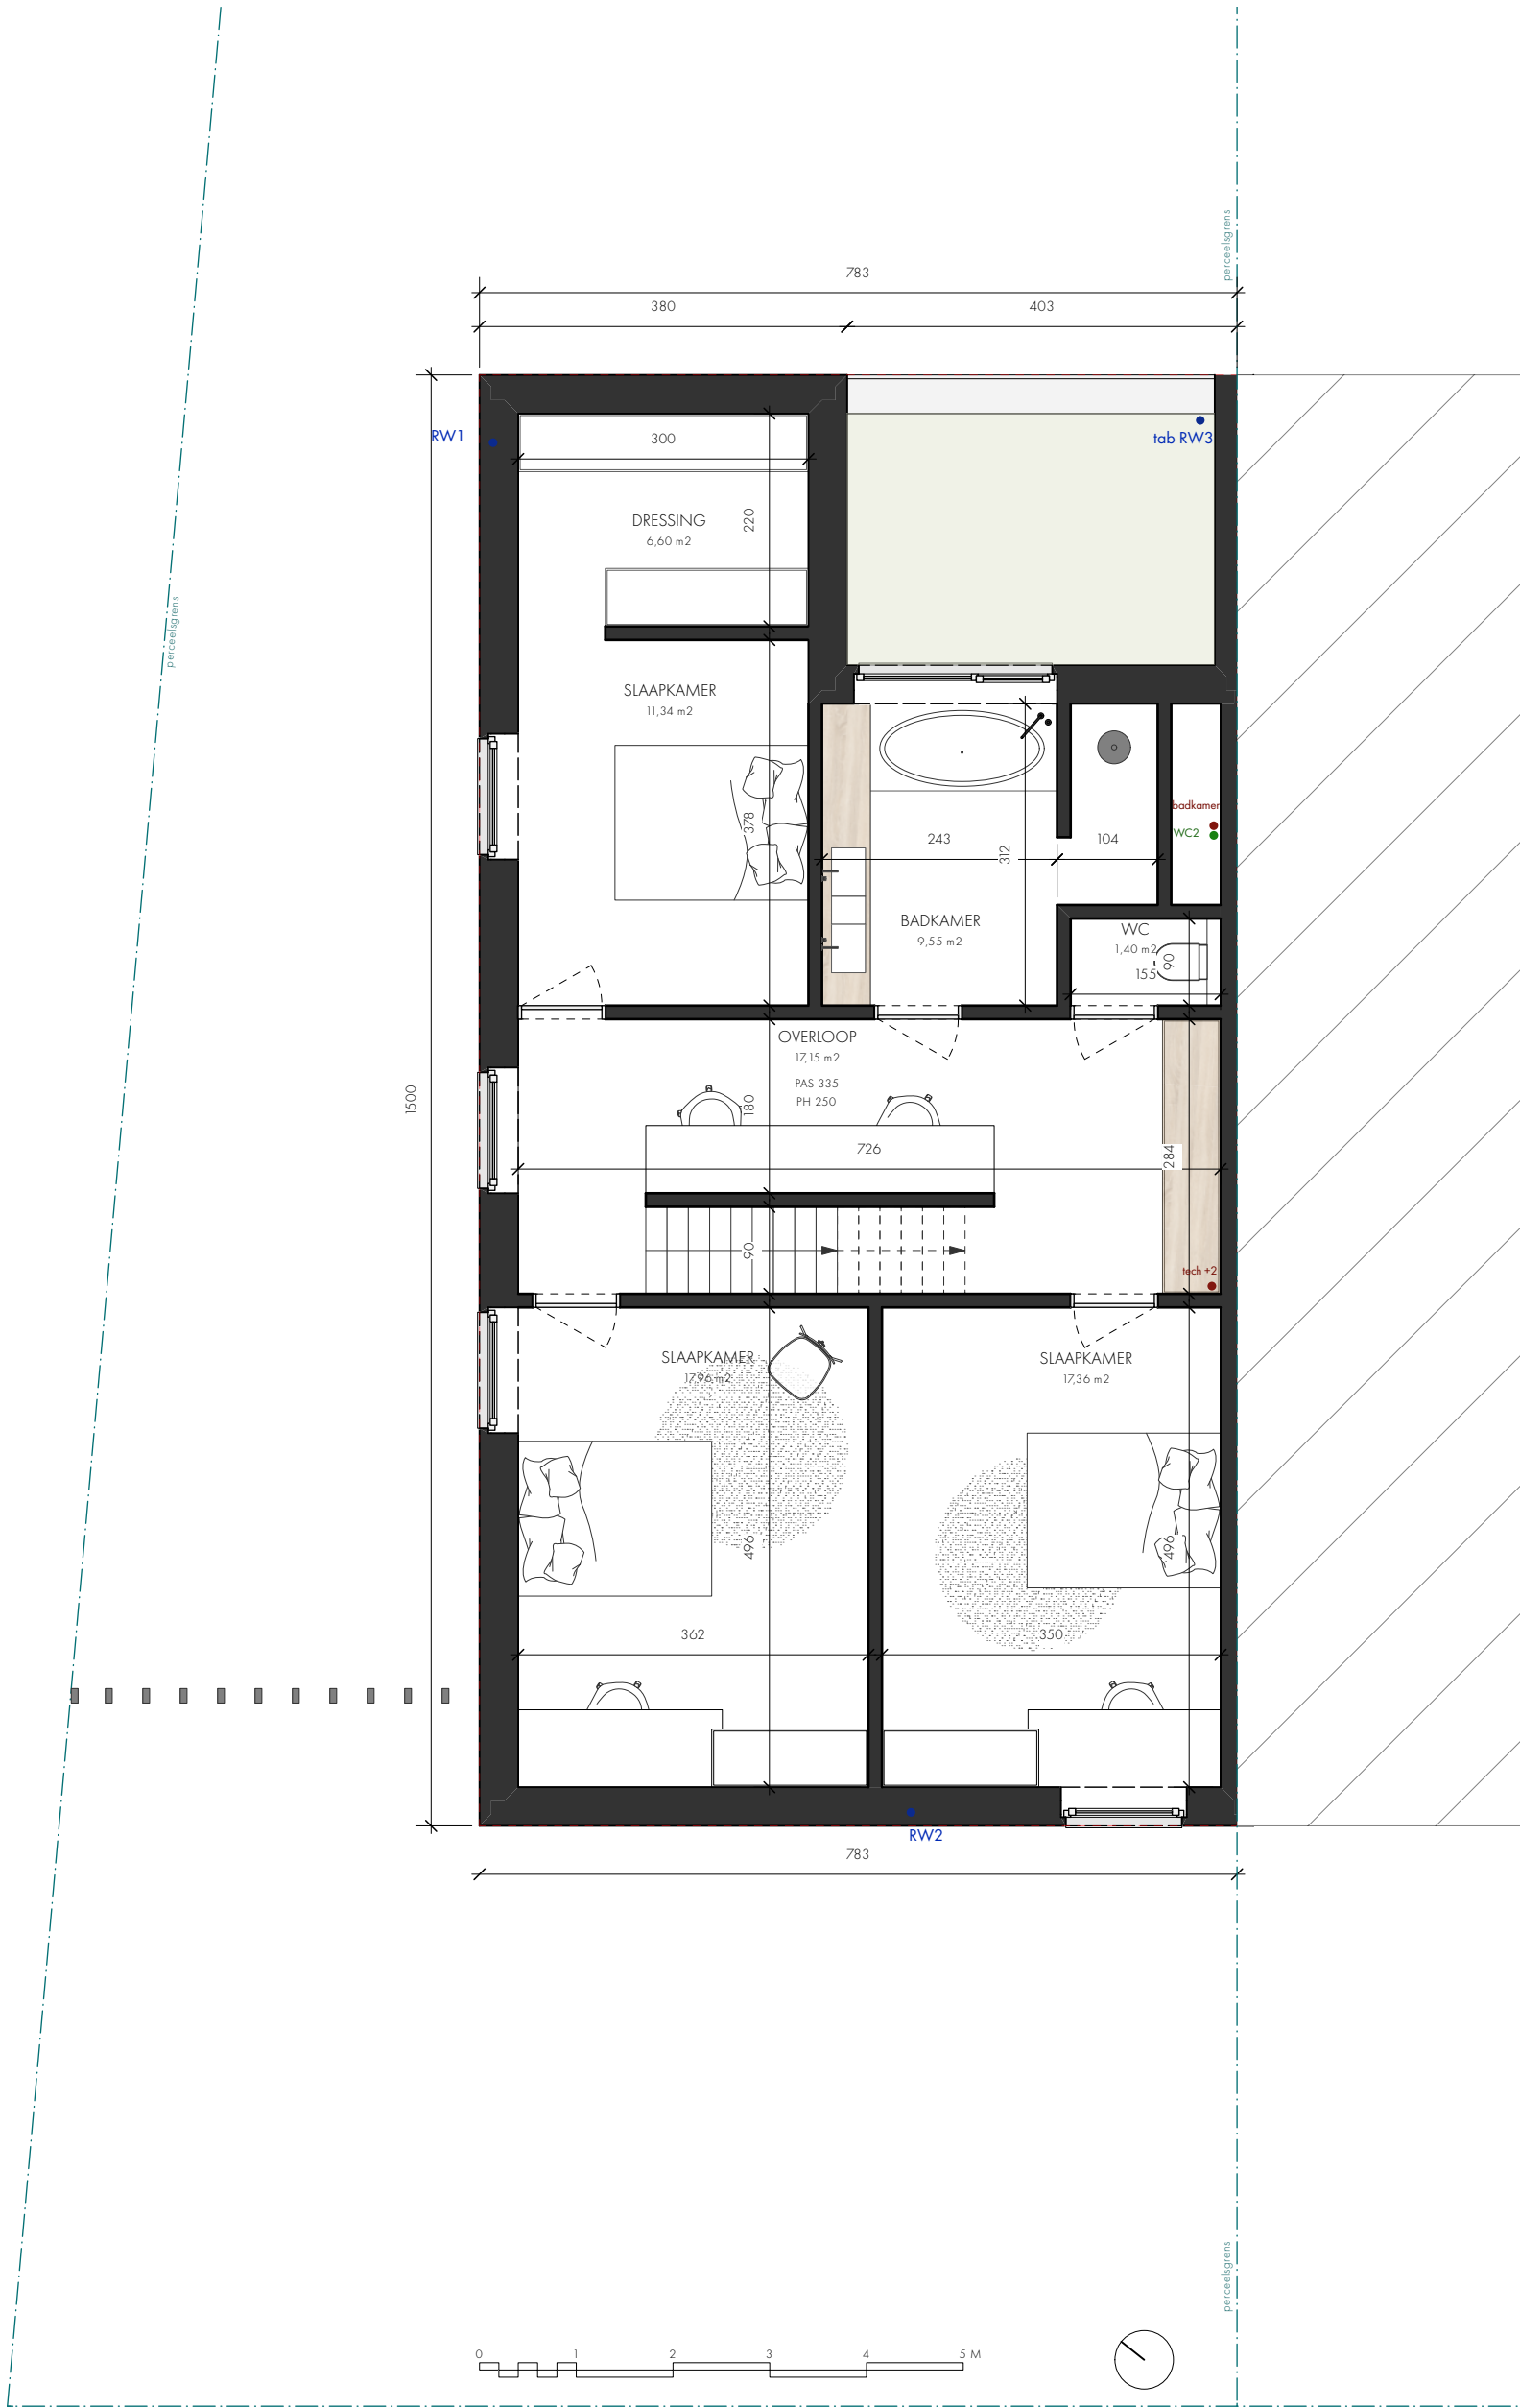 perceelsgrens
783
380
403
RW1
tab RW3
300
DRESSING
6,60 m2
220
perceelsgrens
SLAAPKAMER
11,34 m2
378
badkamer
WC2
243
104
312
BADKAMER
9,55 m2
WC
1,40 m2
90
155
OVERLOOP
17,15 m2
PAS 335
PH 250
180
1500
726
284
90
tech +2
SLAAPKAMER
17,96 m2
SLAAPKAMER
17,36 m2
496
496
362
350
RW2
783
perceelsgrens
0
1
2
3
4
5 M